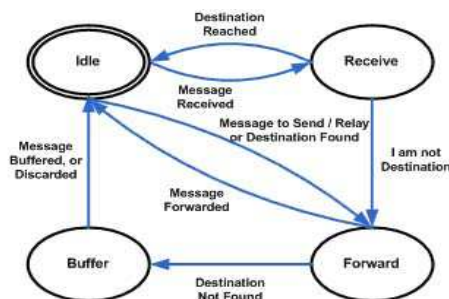 Destination
Reached
Idle
Receive
Message
Received
Message to Send / Relay
or Destination Found
I am not
Destination
Message
Buffered, or
Discarded
Message
Forwarded
Buffer
Forward
Destination
Not Found